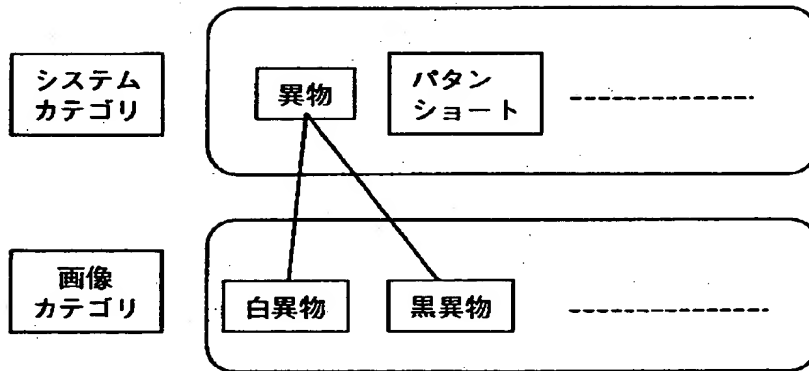 システム
カテゴリ
異物
パタン
ショート
画像
カテゴリ
白異物
黒異物